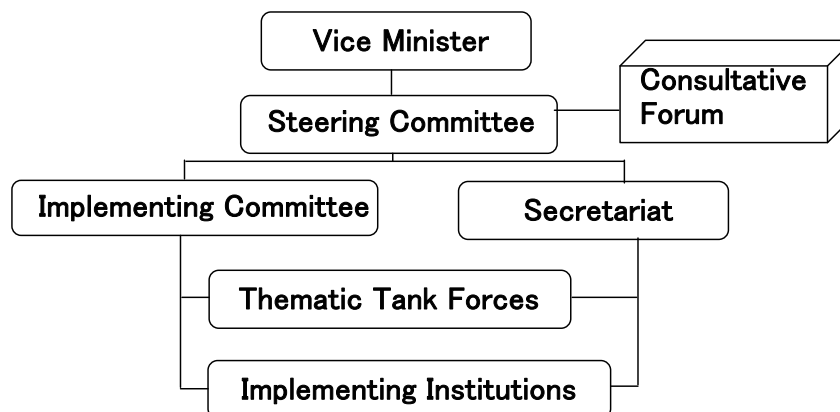 Vice Minister
Consultative
Forum
Steering Committee
Implementing Committee
Secretariat
Thematic Tank Forces
Implementing Institutions